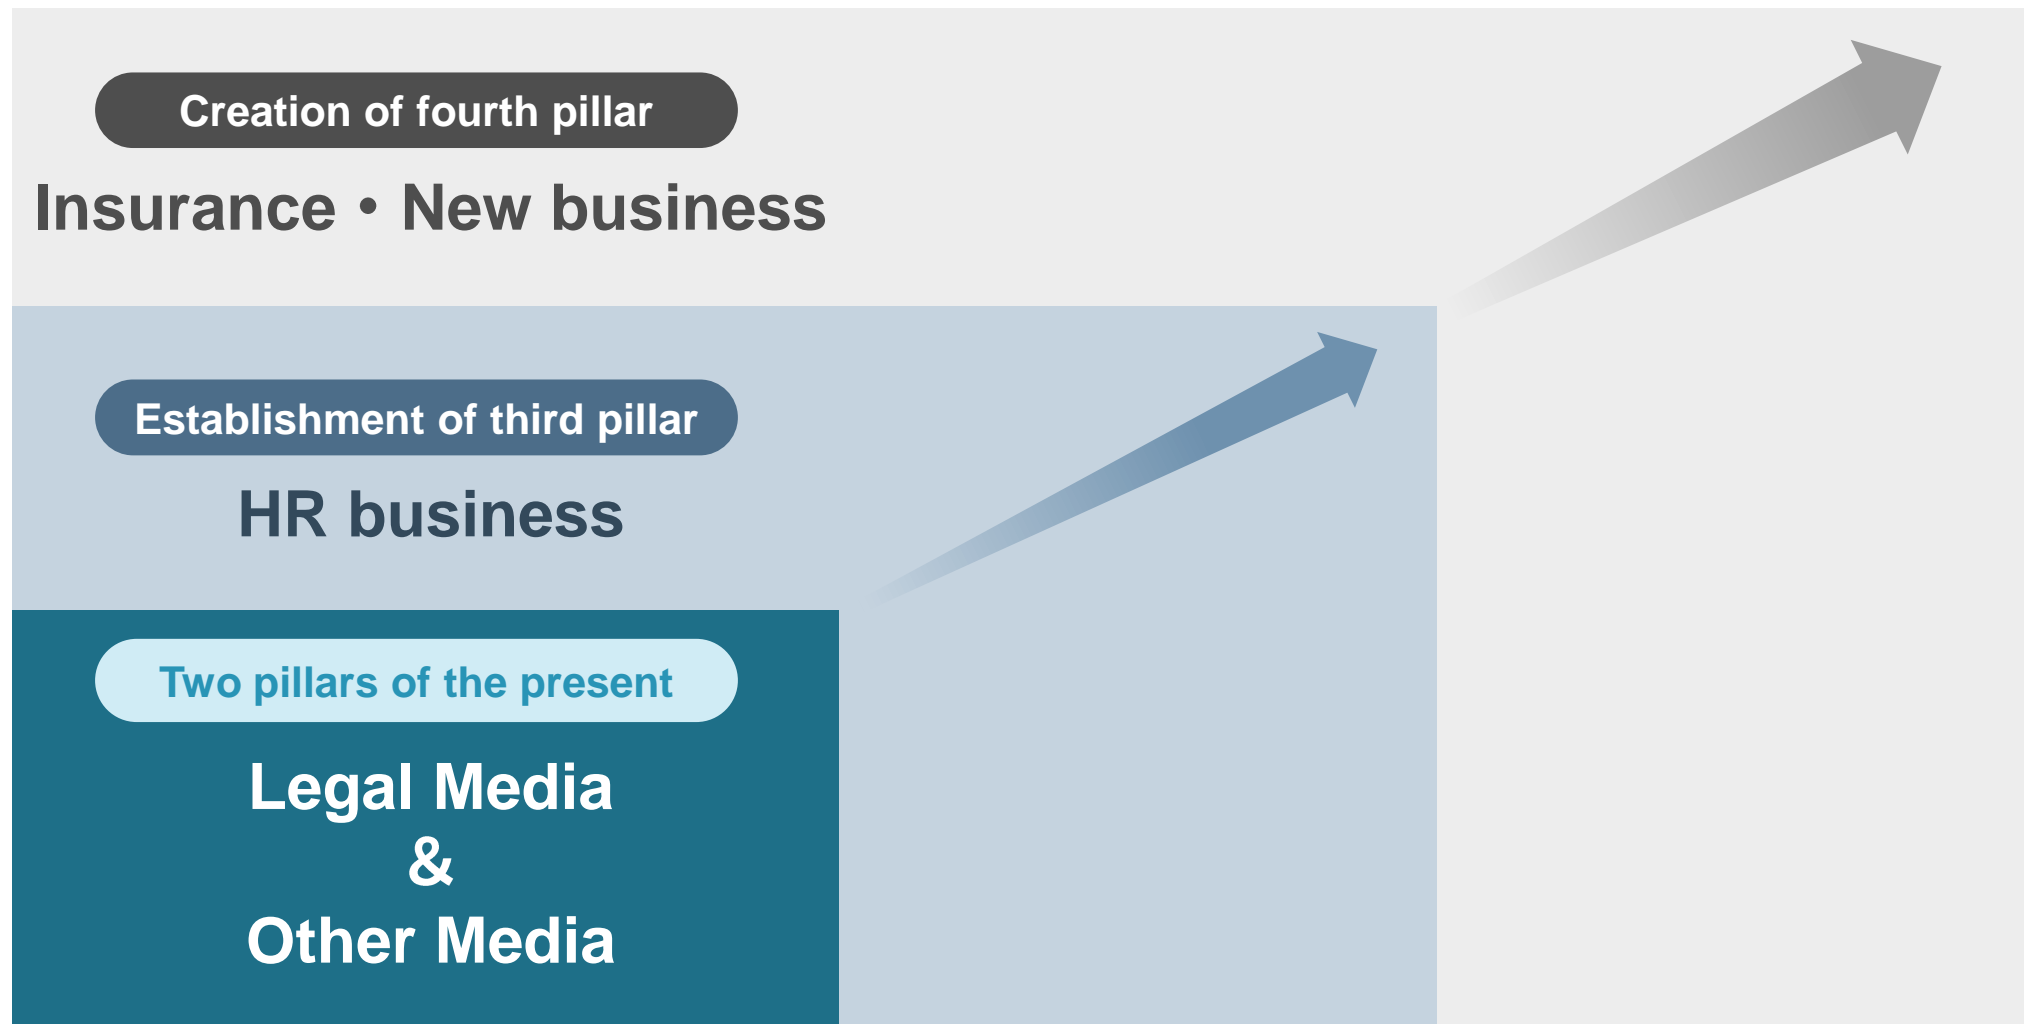 Creation of fourth pillar
Insurance・New business
Establishment of third pillar
HR business
Two pillars of the present
Legal Media
&
Other Media